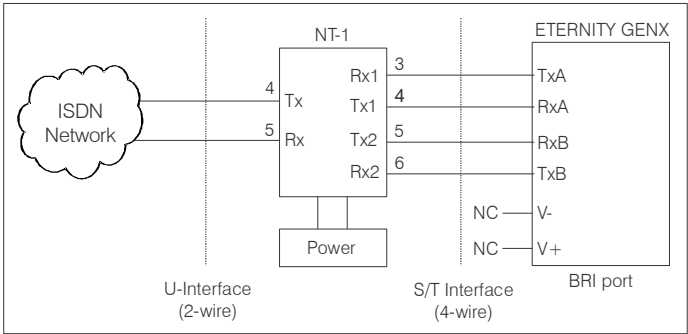 NT-1
ETERNITY GENX
ISDN
Network
4
5
Tx
Rx
Rx1
Tx1
Tx2
Rx2
3
4
5
6
TxA
RxA
RxB
TxB
NC
V-
NC
V+
Power
BRI port
U-Interface
(2-wire)
S/T Interface
(4-wire)